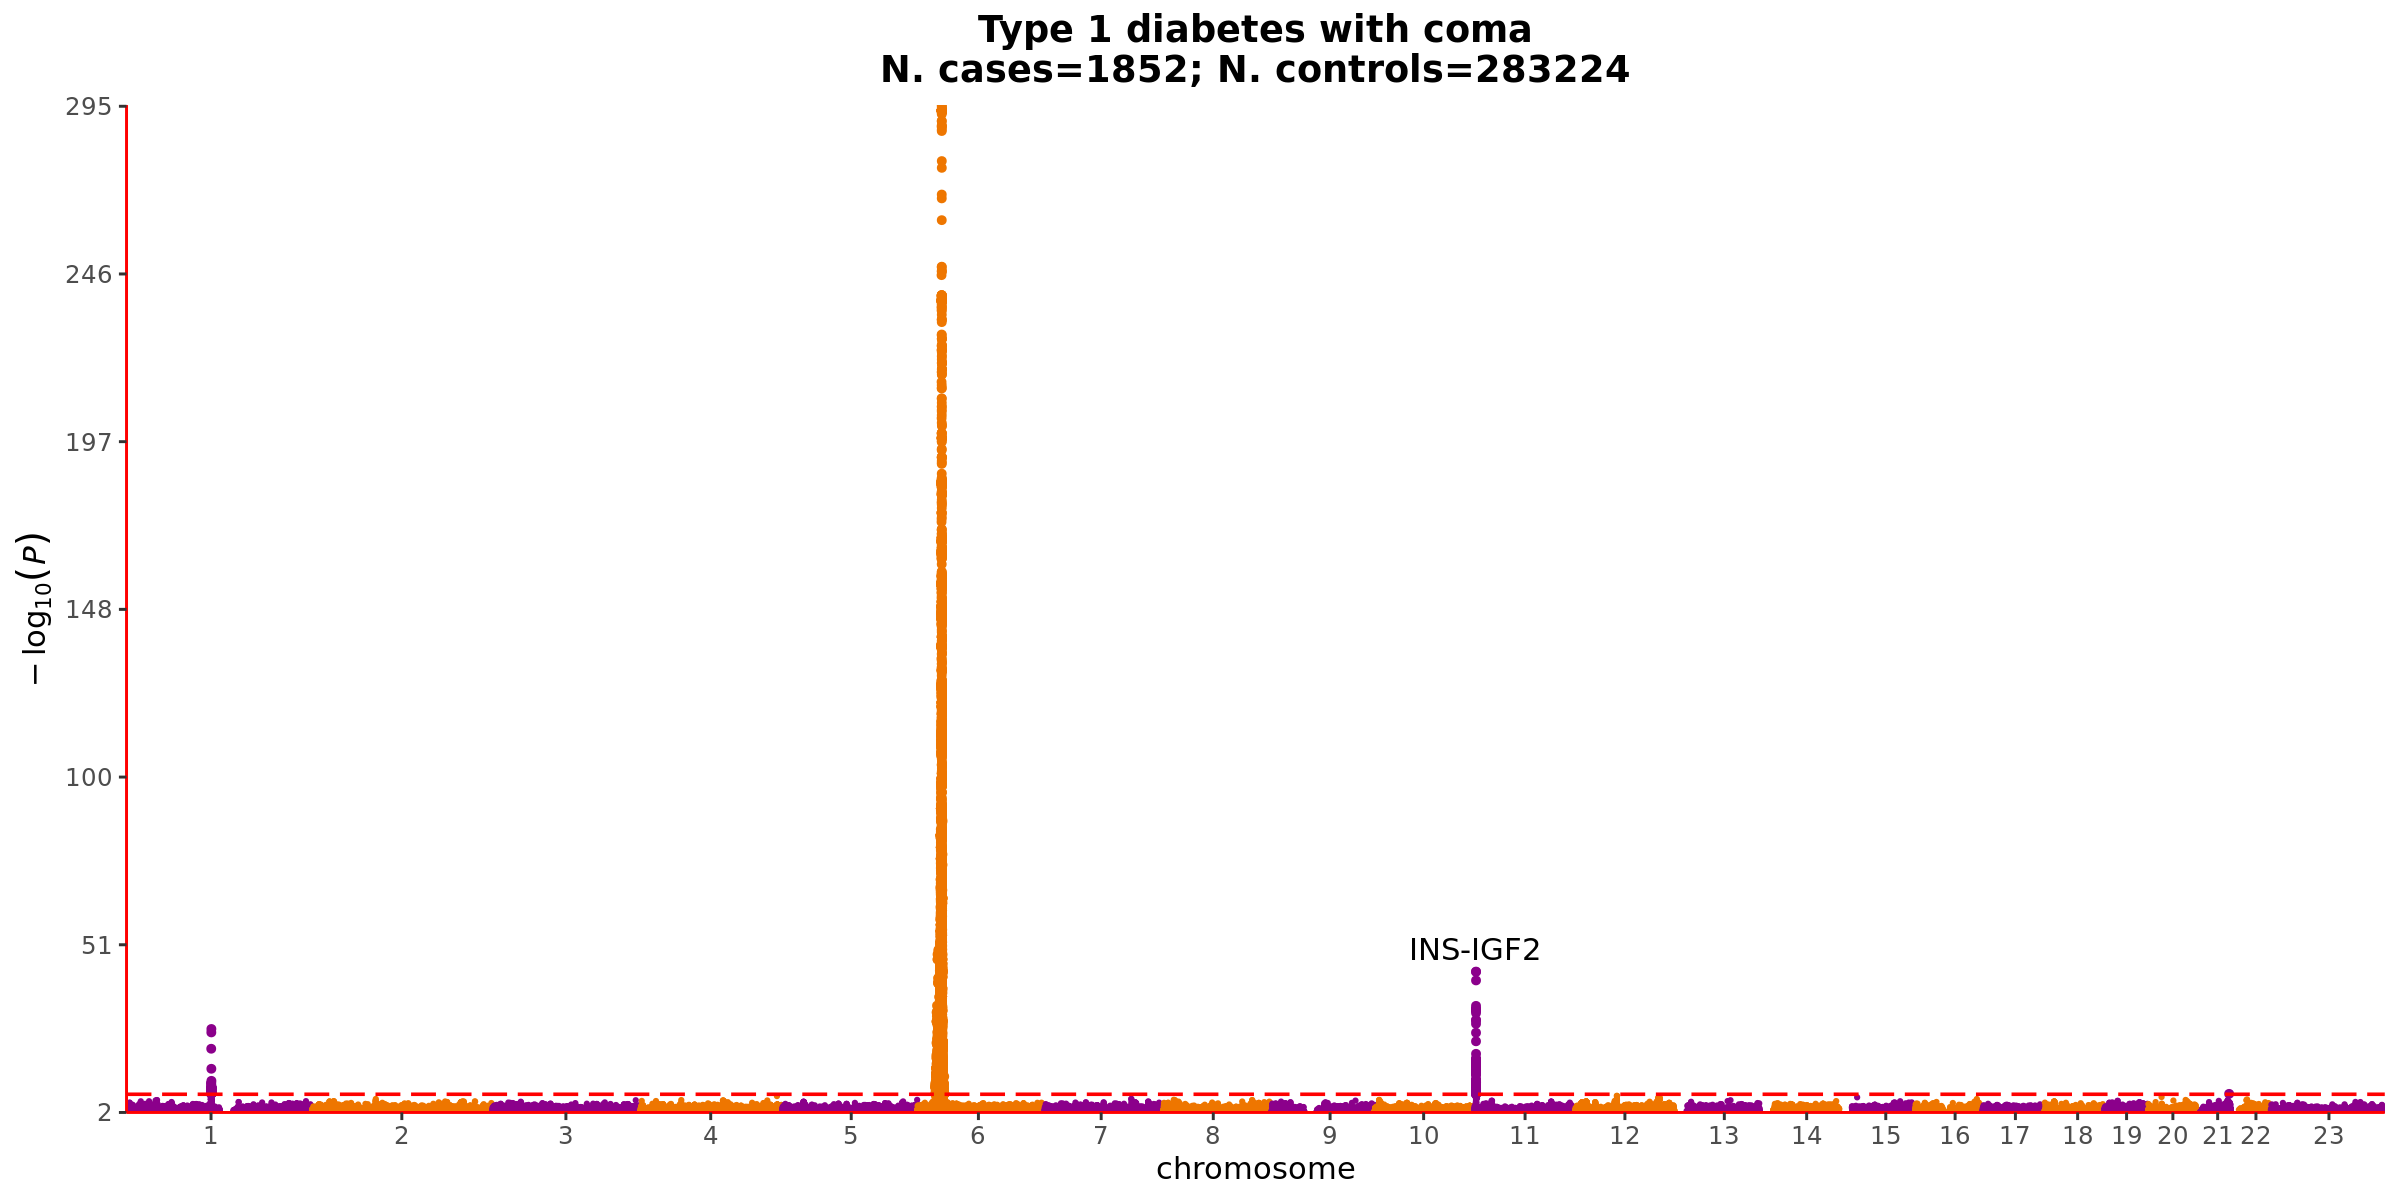 Type 1 diabetes with coma
N. cases=1852; N. controls=283224
295
246
197
148
100
51
2
−log10(P)
INS-IGF2
1 2 3 4 5 6 7 8 9 10 11 12 13 14 15 16 17 18 19 20 21 22 23
chromosome